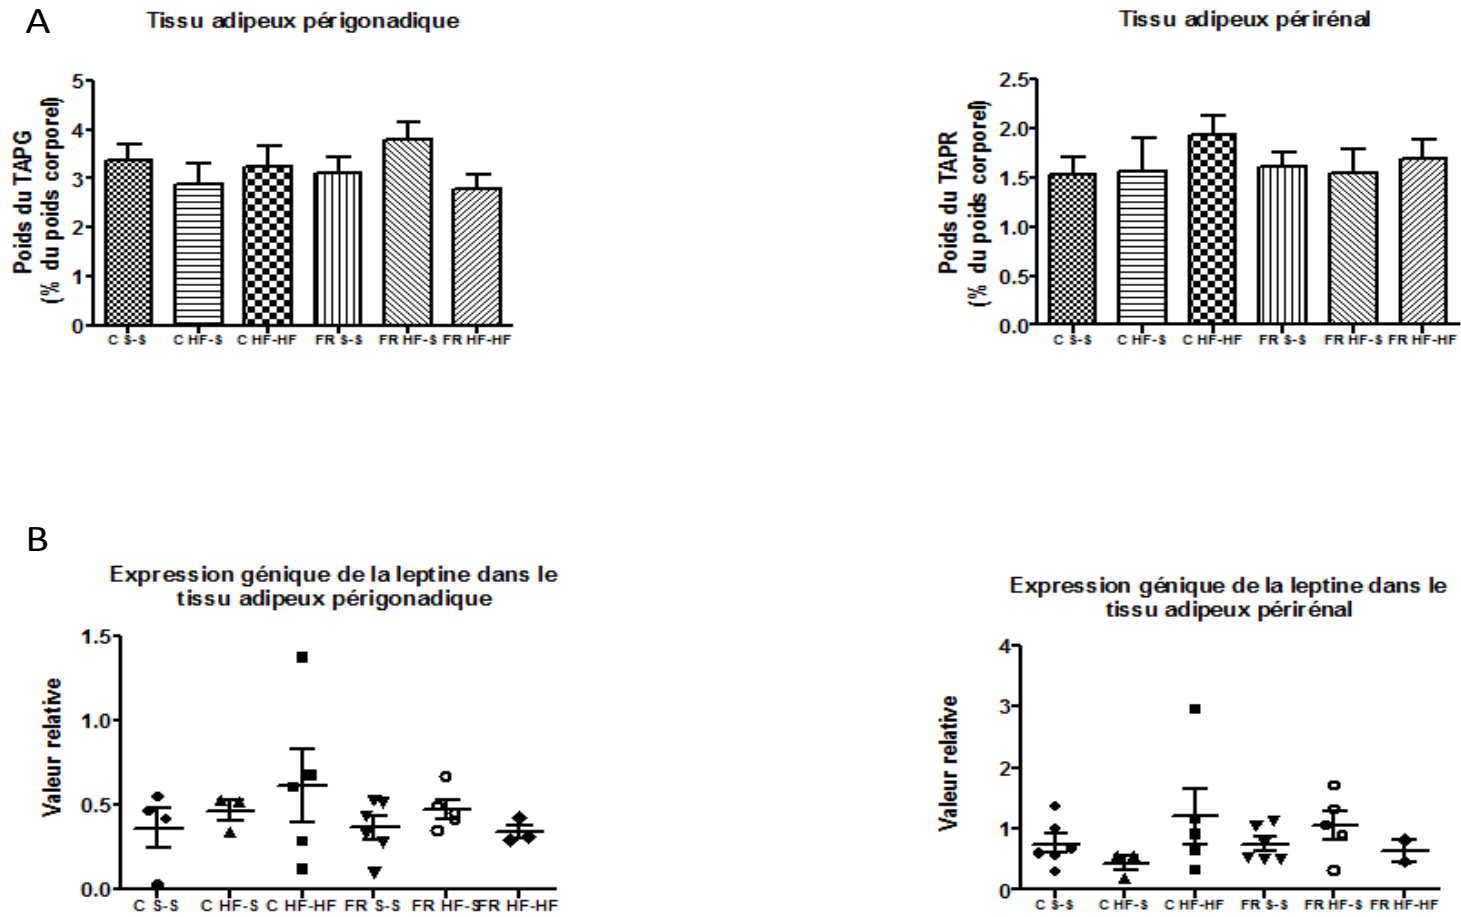 A
Tissu adipeux périgonadique
Poids du TAPG
(% du poids corporel)
5
4
3
2
1
0
C S-S C HF-S C HF-HF FR S-S FR HF-S FR HF-HF
Tissu adipeux périrénal
Poids du TAPR
(% du poids corporel)
2.5
2.0
1.5
1.0
0.5
0.0
C S-S C HF-S C HF-HF FR S-S FR HF-S FR HF-HF
B
Expression génique de la leptine dans le
tissu adipeux périgonadique
Valeur relative
1.5
1.0
0.5
0.0
C S-S C HF-S C HF-HF FR S-S FR HF-S FR HF-HF
Expression génique de la leptine dans le
tissu adipeux périrénal
Valeur relative
4
3
2
1
0
C S-S C HF-S C HF-HF FR S-S FR HF-S FR HF-HF